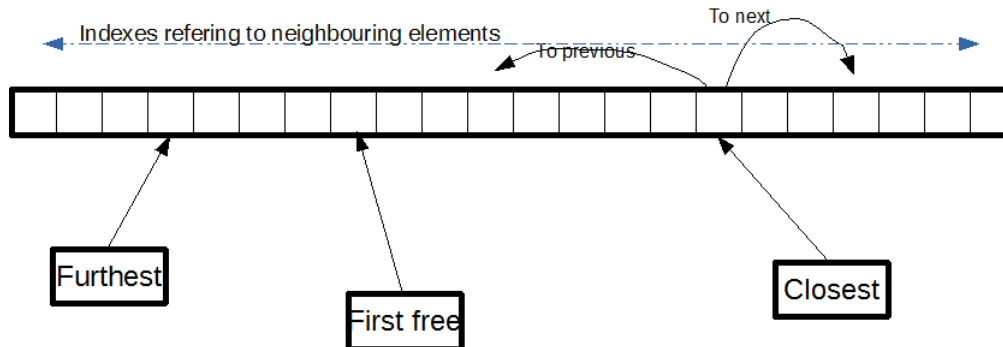 To next
Indexes refering to neighbouring elements
To previous
Furthest
First free
Closest